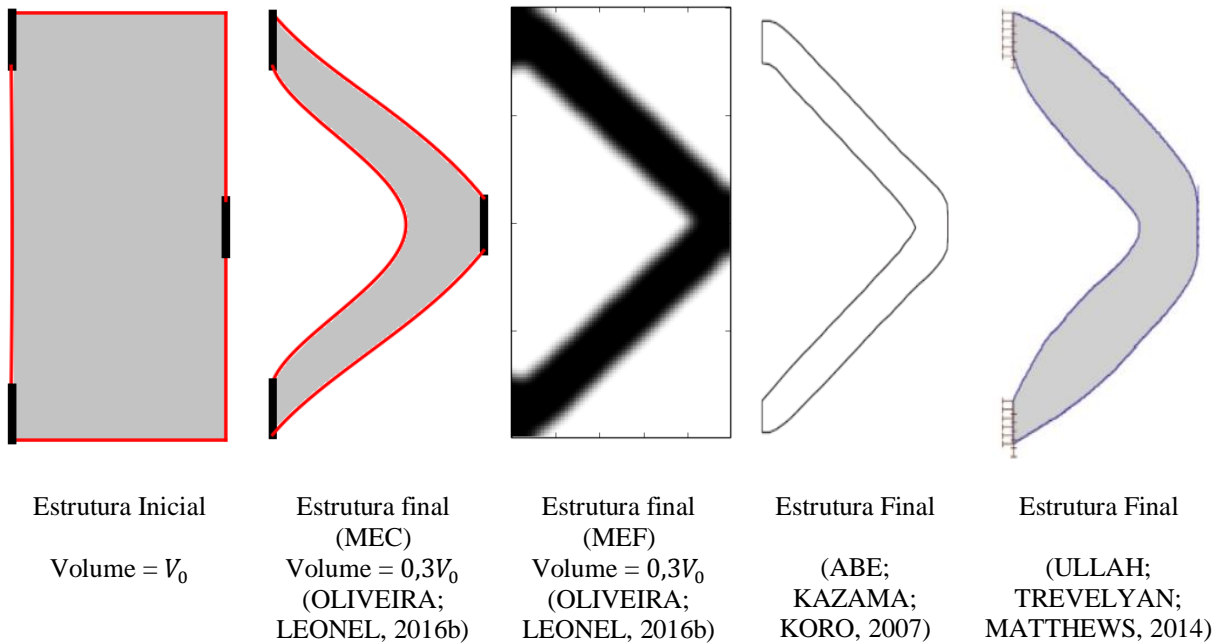 Estrutura Inicial
Volume = V₀
Estrutura final
(MEC)
Volume = 0,3V₀
(OLIVEIRA;
LEONEL, 2016b)
Estrutura final
(MEF)
Volume = 0,3V₀
(OLIVEIRA;
LEONEL, 2016b)
Estrutura Final
(ABE;
KAZAMA;
KORO, 2007)
Estrutura Final
(ULLAH;
TREVELYAN;
MATTHEWS, 2014)